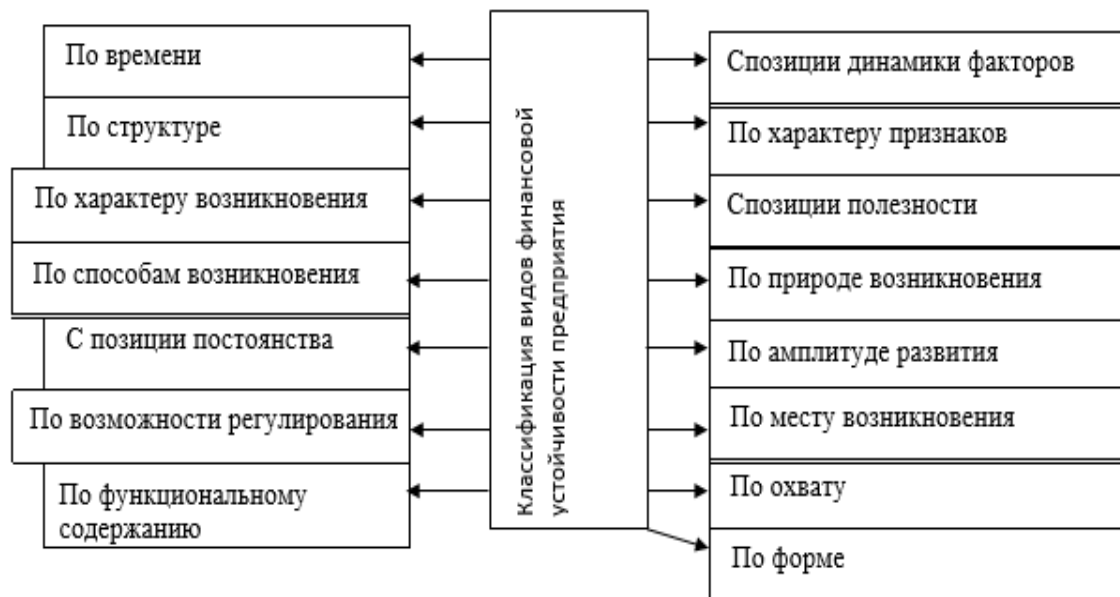 По времени
По структуре
По характеру возникновения
По способам возникновения
С позиции постоянства
По возможности регулирования
По функциональному
содержанию
Классификация видов финансовой
устойчивости предприятия
Спозиции динамики факторов
По характеру признаков
Спозиции полезности
По природе возникновения
По амплитуде развития
По месту возникновения
По охвату
По форме